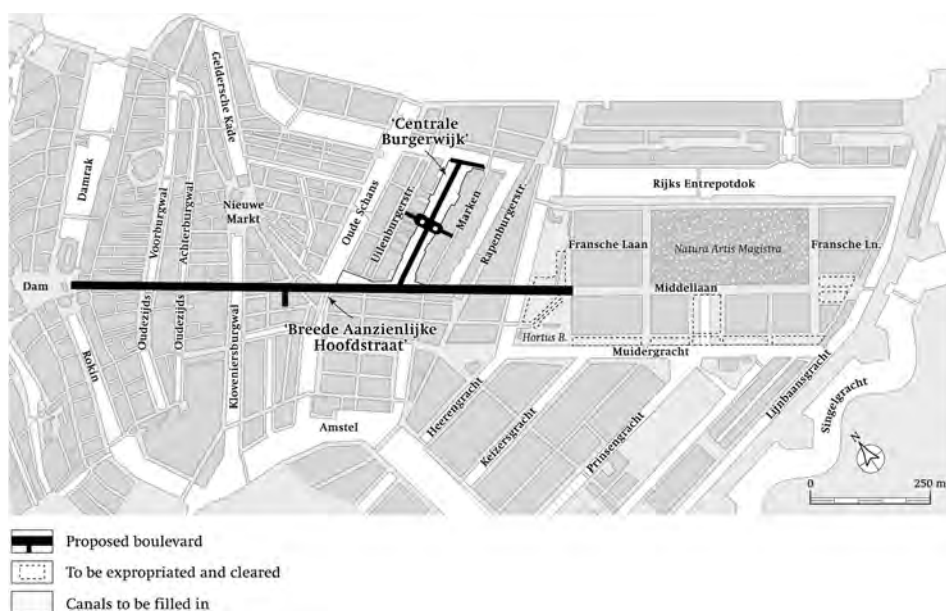 Damrak
Geldersche Kade
Oudezijds Voorburgwal
Oudezijds Achterburgwal
Nieuwe
Markt
Kloveniersburgwal
Oude Schans
'Centrale
Burgerwijk'
Uilenburgerstr.
Marken
Rapenburgerstr.
Rijks Entrepotdok
Fransche Laan
Natura Artis Magistra
Fransche Ln.
Dam
Middellaan
'Breede Aanzienlijke
Hoofdstraat'
Hortus B.
Muidergracht
Rokin
Amstel
Heerengracht
Keizersgracht
Prinsengracht
Lijnbaansgracht
Singelgracht
N
0 250 m
Proposed boulevard
To be expropriated and cleared
Canals to be filled in